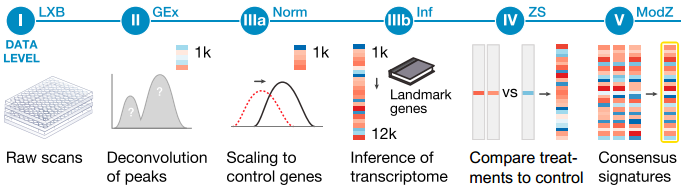 I LXB
II GEx
IIIa Norm
IIIb Inf
IV ZS
V ModZ
DATA
LEVEL
1k
? ?
1k
1k
Landmark
genes
12k
vs
Raw scans
Deconvolution
of peaks
Scaling to
control genes
Inference of
transcriptome
Compare treat-
ments to control
Consensus
signatures